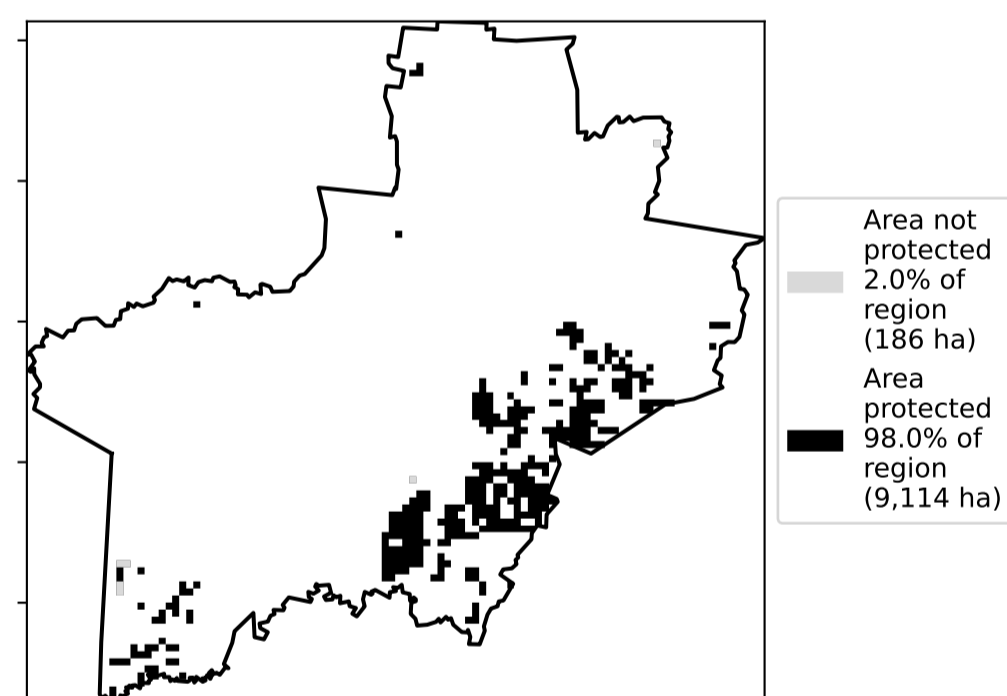 Area not
protected
2.0% of
region
(186 ha)
Area
protected
98.0% of
region
(9,114 ha)